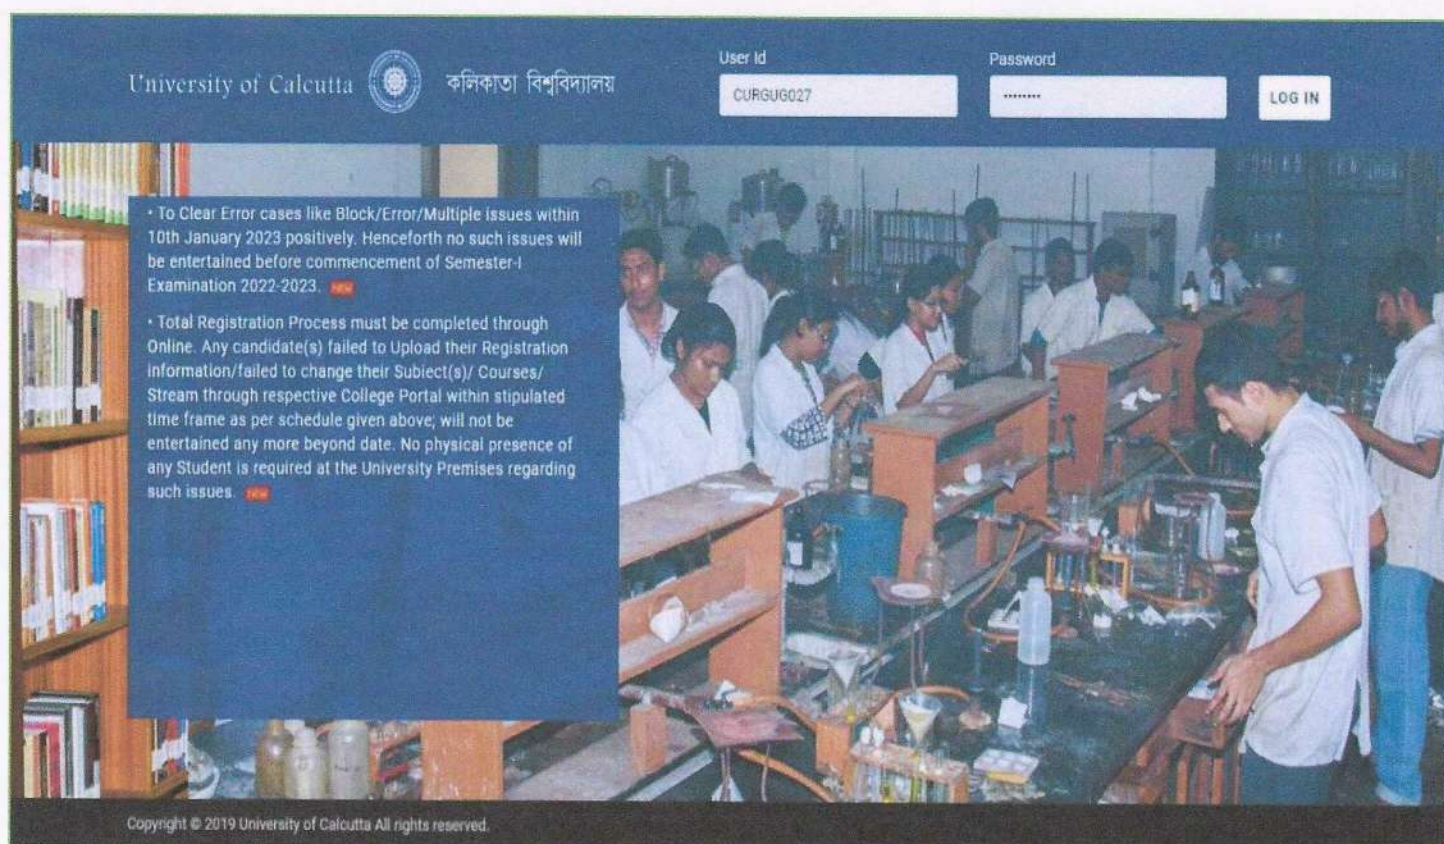 University of Calcutta
কলিকাতা বিশ্ববিদ্যালয়
User Id
Password
CURGUG027
••••••••
LOG IN
• To Clear Error cases like Block/Error/Multiple issues within
10th January 2023 positively. Henceforth no such issues will
be entertained before commencement of Semester-I
Examination 2022-2023. NEW
• Total Registration Process must be completed through
Online. Any candidate(s) failed to Upload their Registration
information/failed to change their Subiect(s)/ Courses/
Stream through respective College Portal within stipulated
time frame as per schedule given above; will not be
entertained any more beyond date. No physical presence of
any Student is required at the University Premises regarding
such issues. NEW
Copyright © 2019 University of Calcutta All rights reserved.